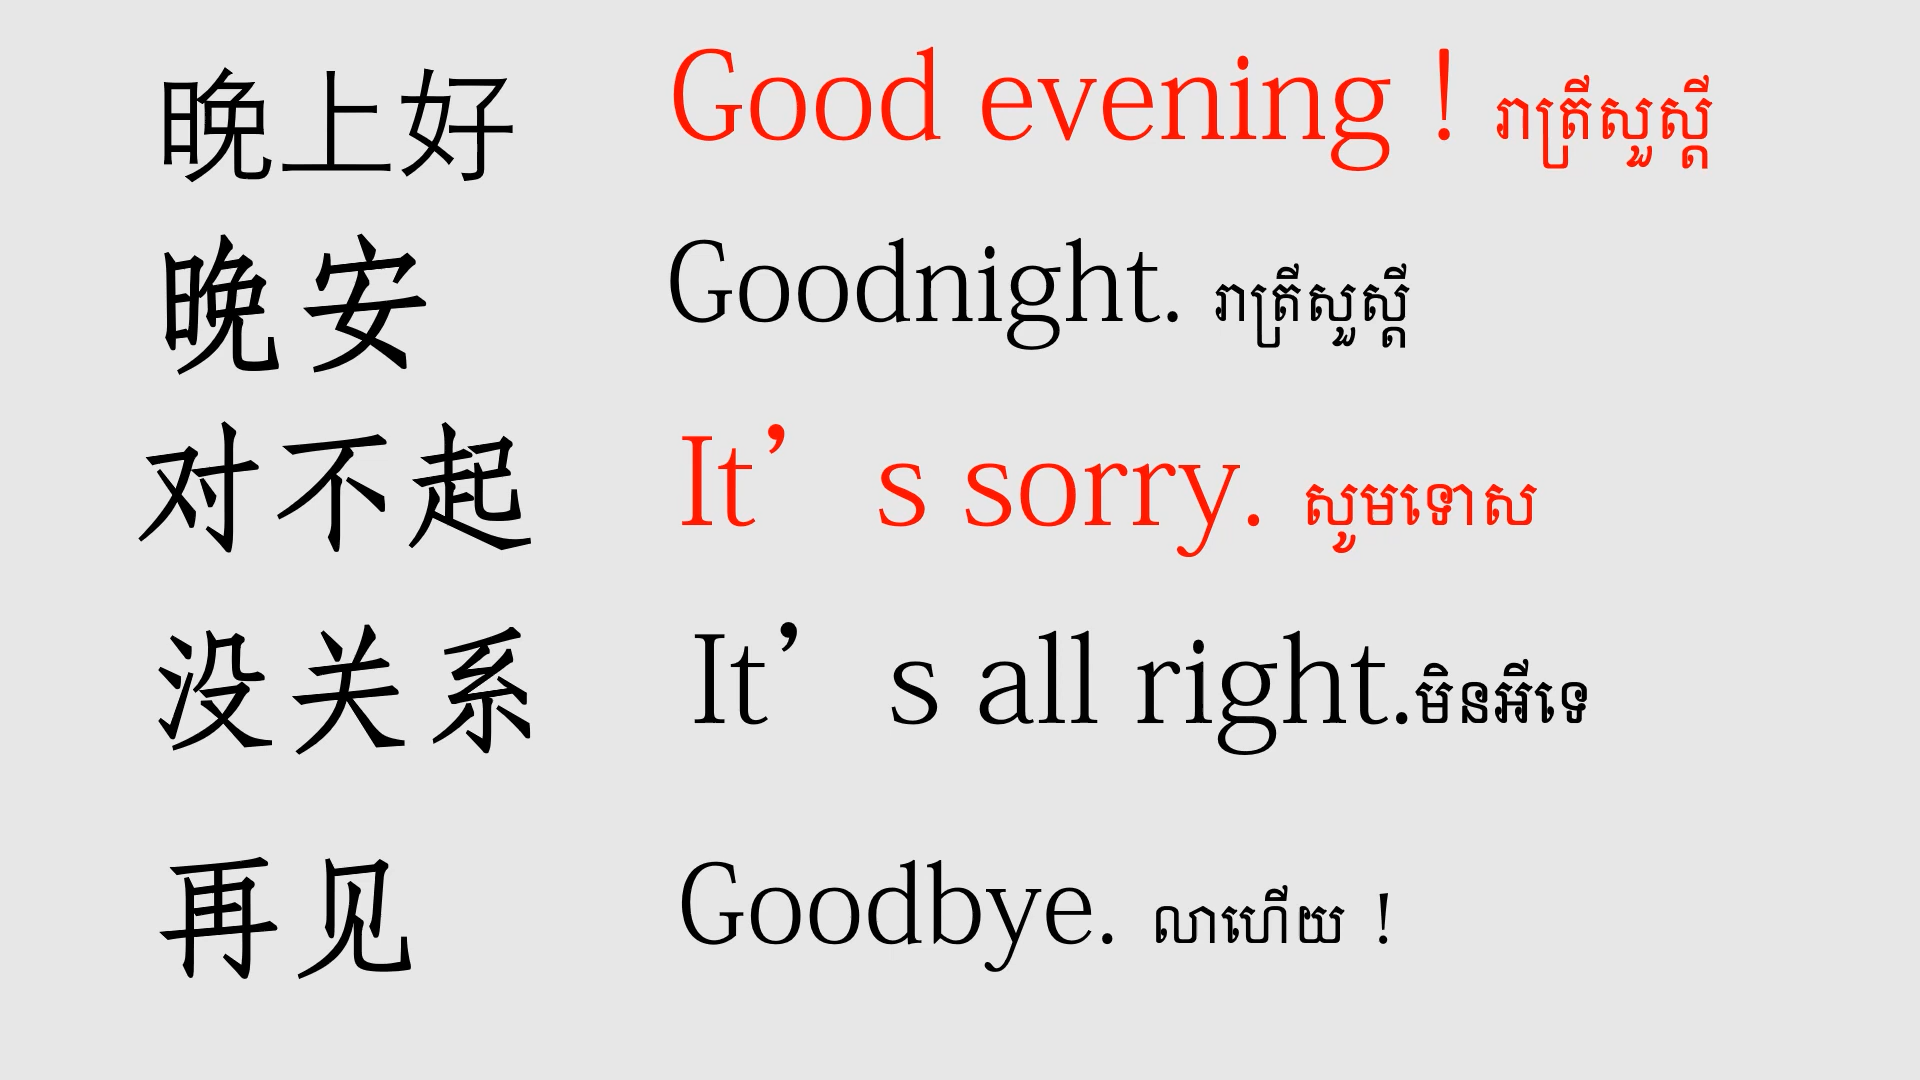 晚上好 Good evening！រាត្រីសួស្តី
晚安 Goodnight. រាត្រីសួស្តី
对不起 It’s sorry. សូមទោស
没关系 It’s all right.មិនអីទេ
再见 Goodbye. លាហើយ！